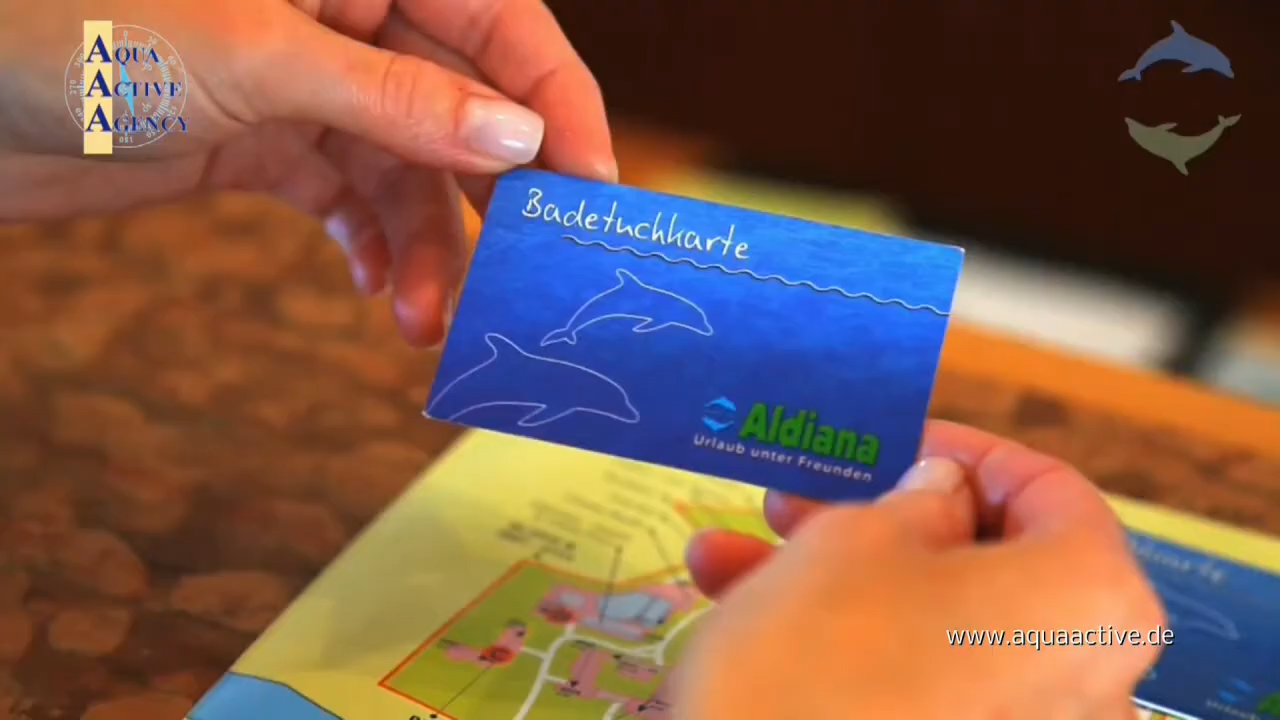 AQUA
ACTIVE
AGENCY
Badetuchkarte
Aldiana
Urlaub unter Freunden
www.aquaactive.de